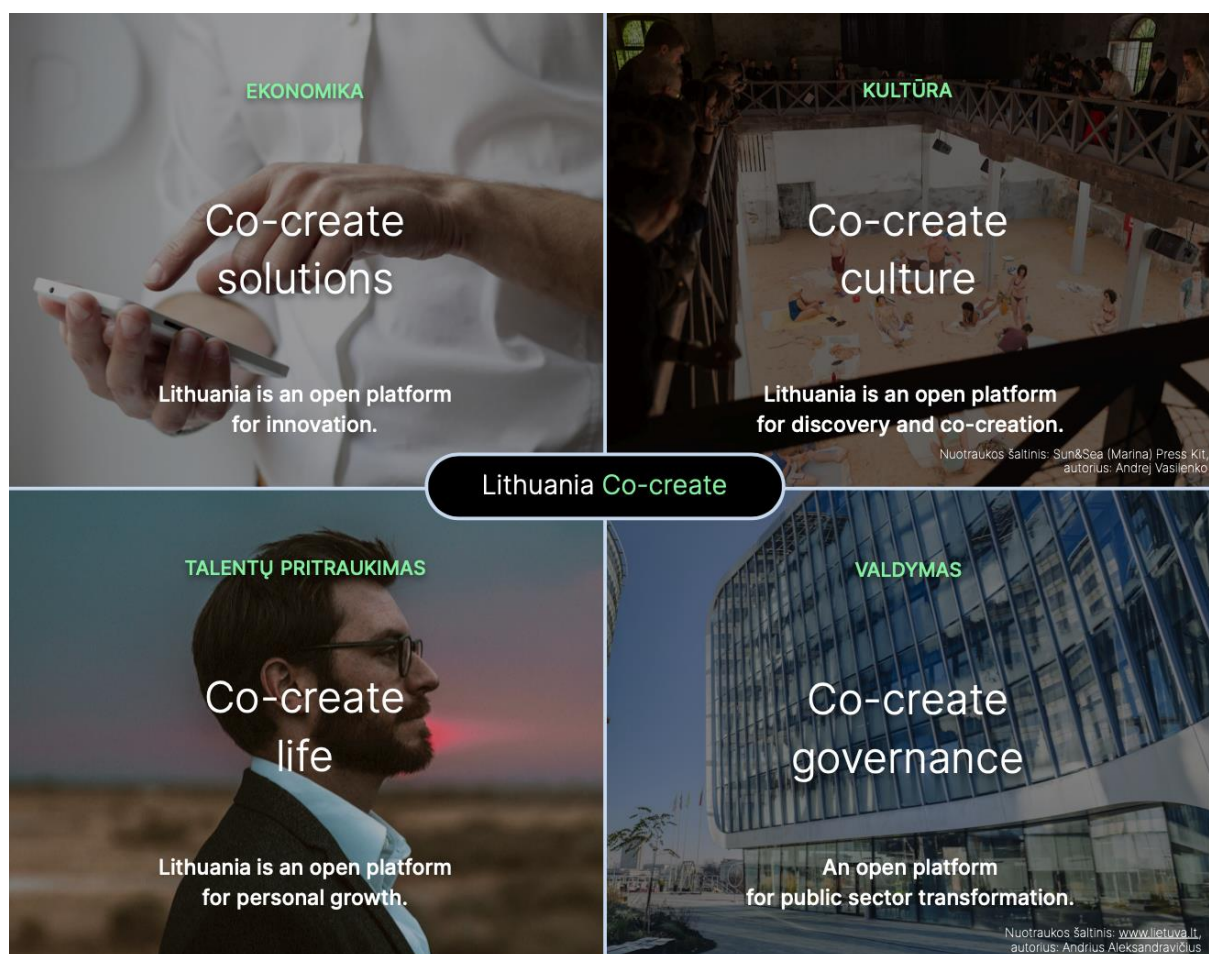 EKONOMIKA
Co-create
solutions
Lithuania is an open platform
for innovation.
KULTŪRA
Co-create
culture
Lithuania is an open platform
for discovery and co-creation.
Nuotraukos šaltinis: Sun&Sea (Marina) Press Kit,
autorius: Andrej Vasilenko
Lithuania Co-create
TALENTŲ PRITRAUKIMAS
Co-create
life
Lithuania is an open platform
for personal growth.
VALDYMAS
Co-create
governance
An open platform
for public sector transformation.
Nuotraukos šaltinis: www.lietuva.lt,
autorius: Andrius Aleksandravičius